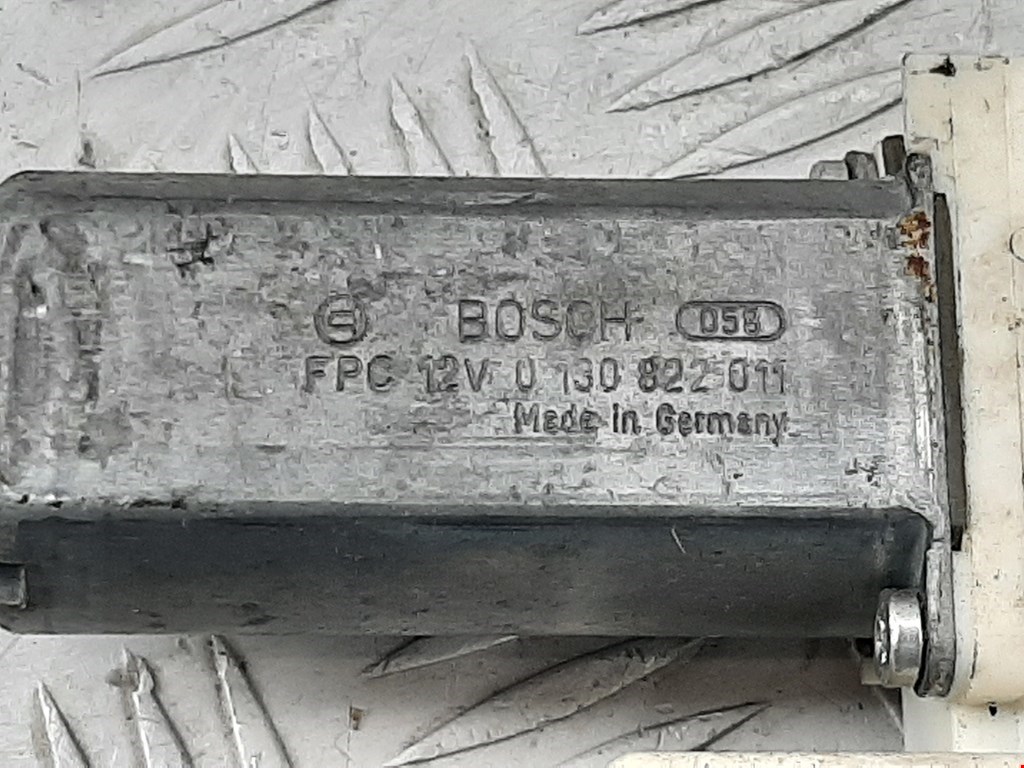 BOSCH 058
FPC 12V 0 130 822 011
Made in Germany